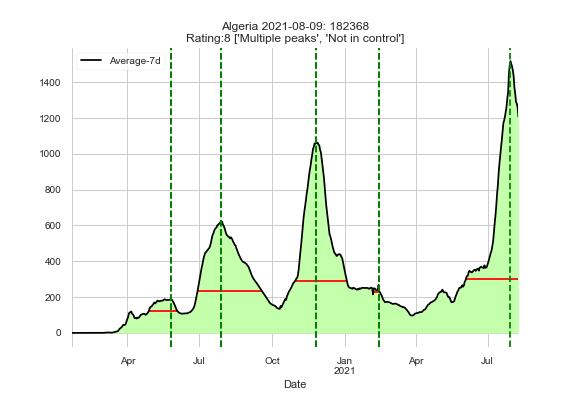 Algeria 2021-08-09: 182368
Rating:8 ['Multiple peaks', 'Not in control']
Average-7d
1400
1200
1000
800
600
400
200
0
Apr Jul Oct Jan Apr Jul
2021
Date